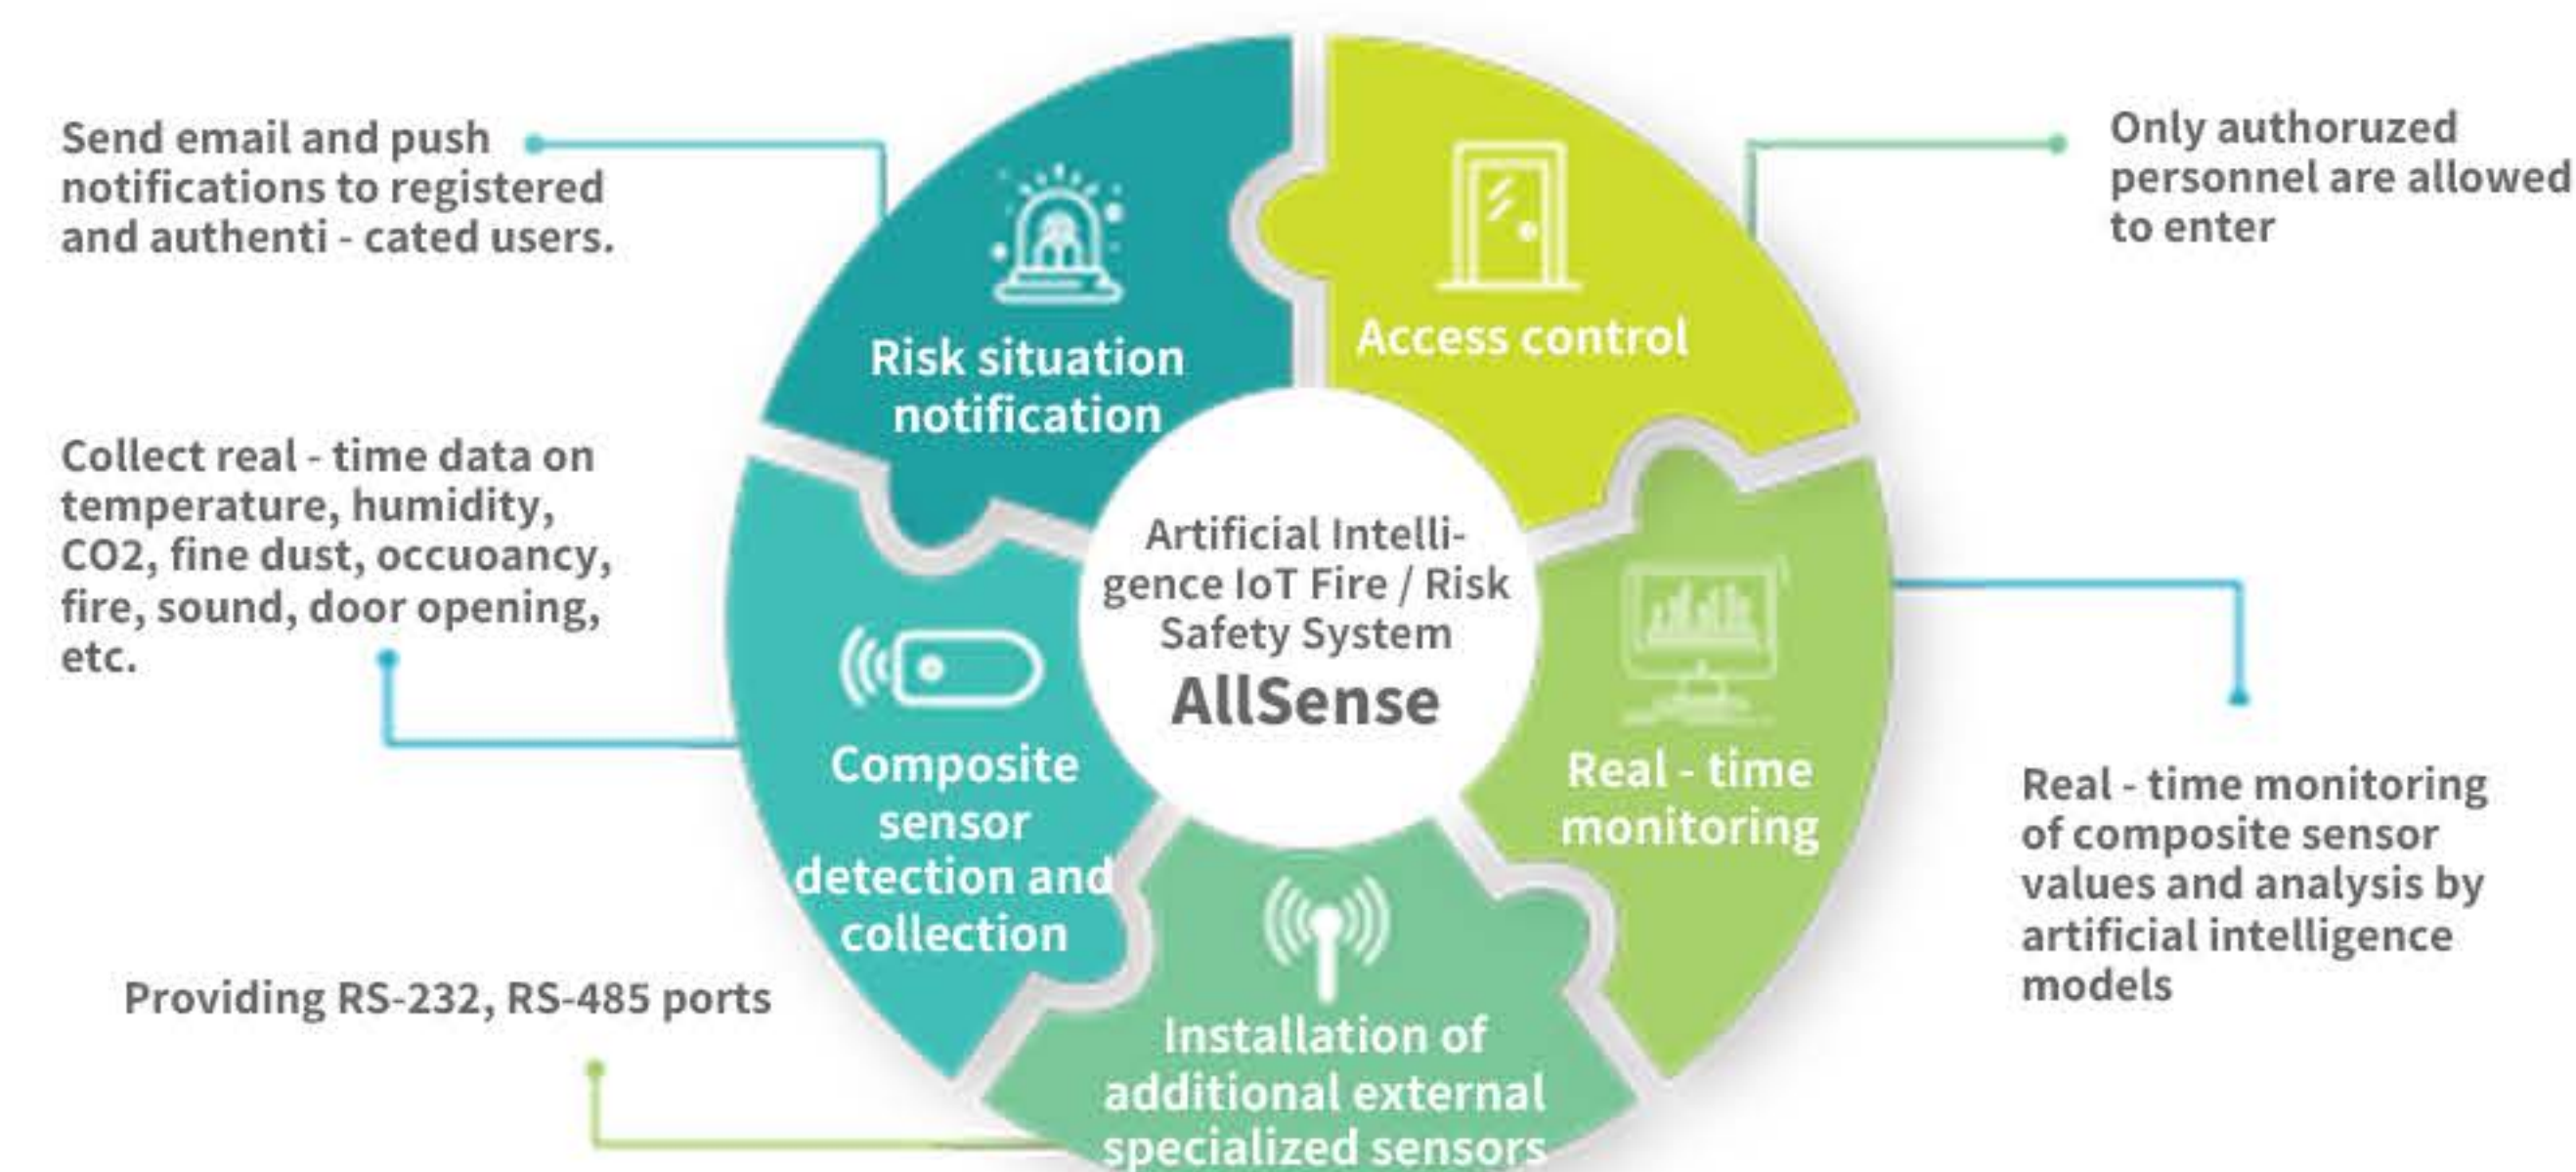 Send email and push
notifications to registered
and authenti - cated users.
Risk situation
notification
Access control
Only authoruzed
personnel are allowed
to enter
Collect real - time data on
temperature, humidity,
CO2, fine dust, occuoancy,
fire, sound, door opening,
etc.
Composite
sensor
detection and
collection
Artificial Intelli-
gence IoT Fire / Risk
Safety System
AllSense
Real - time
monitoring
Real - time monitoring
of composite sensor
values and analysis by
artificial intelligence
models
Providing RS-232, RS-485 ports
Installation of
additional external
specialized sensors